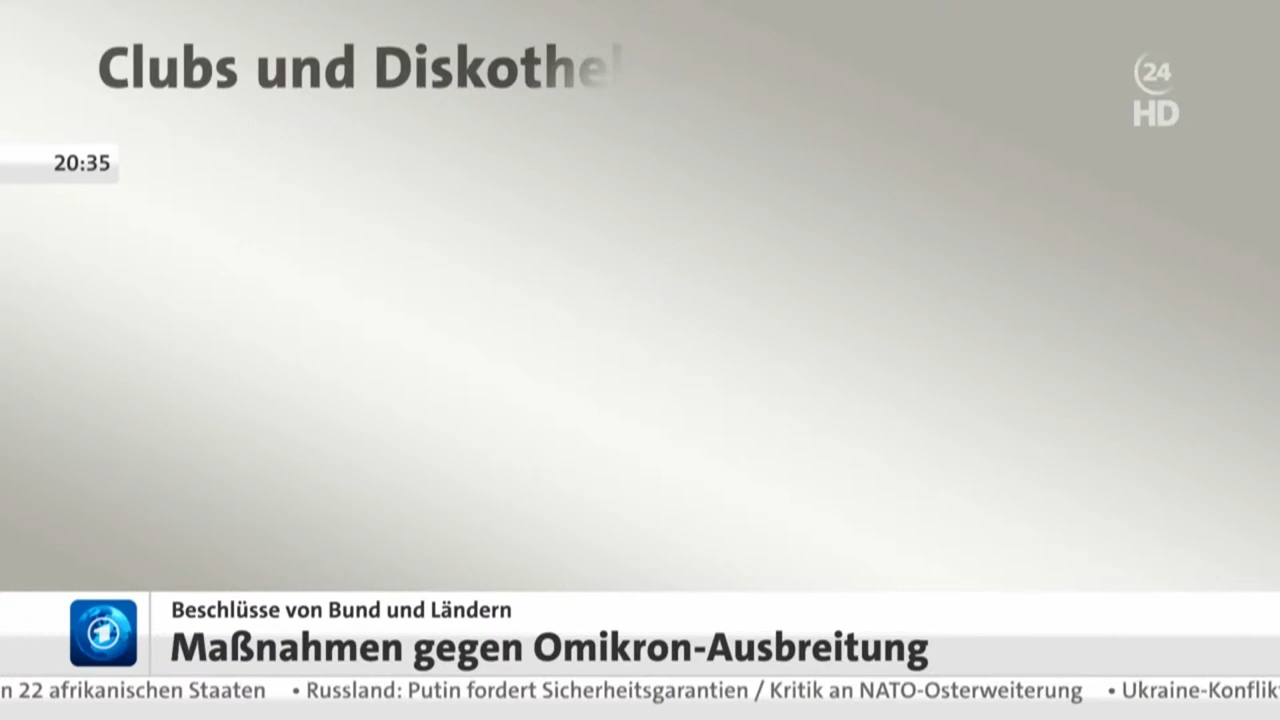 Clubs und Diskothe
24
HD
20:35
Beschlüsse von Bund und Ländern
Maßnahmen gegen Omikron-Ausbreitung
n 22 afrikanischen Staaten • Russland: Putin fordert Sicherheitsgarantien / Kritik an NATO-Osterweiterung • Ukraine-Konflik